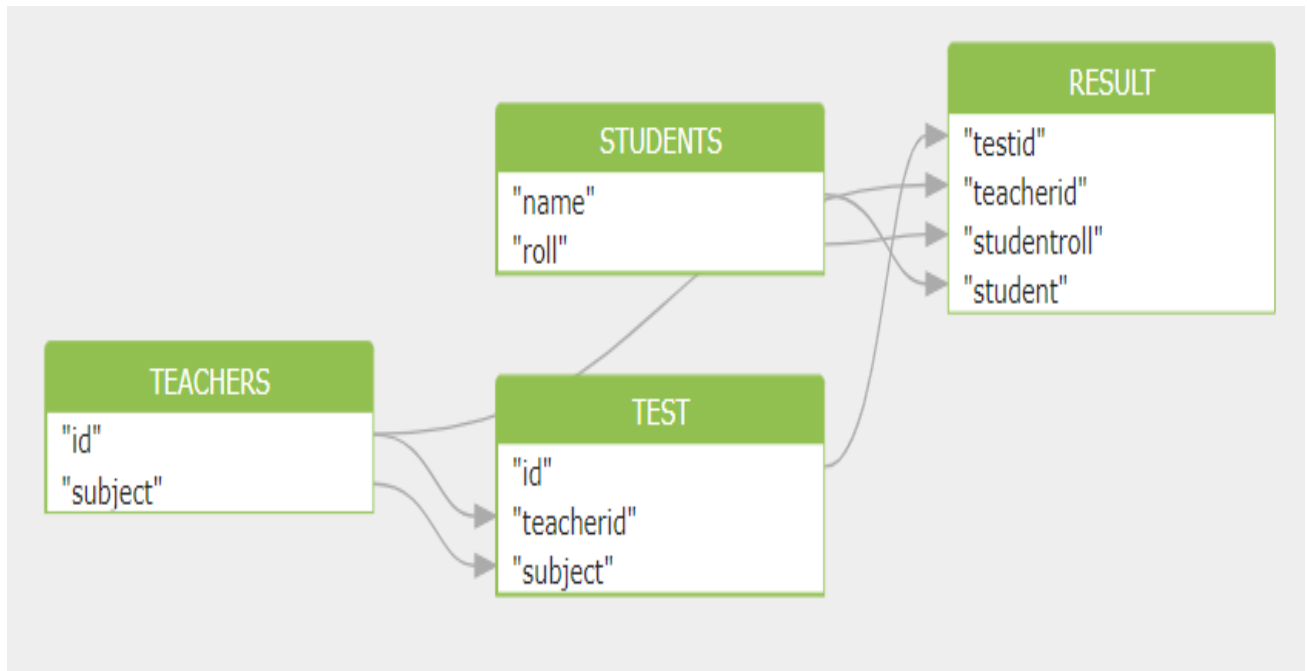 RESULT
"testid"
"teacherid"
"studentroll"
"student"
STUDENTS
"name"
"roll"
TEACHERS
"id"
"subject"
TEST
"id"
"teacherid"
"subject"